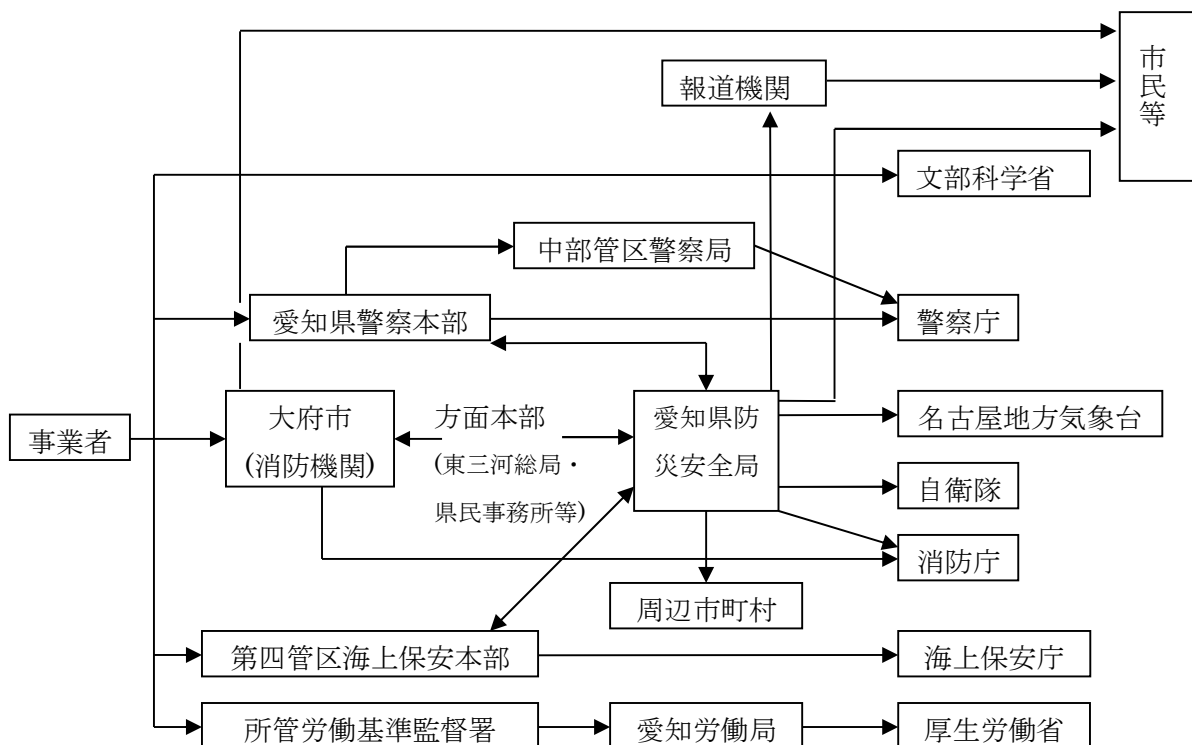 市民等
報道機関
文部科学省
中部管区警察局
愛知県警察本部
警察庁
事業者
大府市
(消防機関)
方面本部
(東三河総局・
県民事務所等)
愛知県防
災安全局
名古屋地方気象台
自衛隊
消防庁
周辺市町村
第四管区海上保安本部
海上保安庁
所管労働基準監督署
愛知労働局
厚生労働省